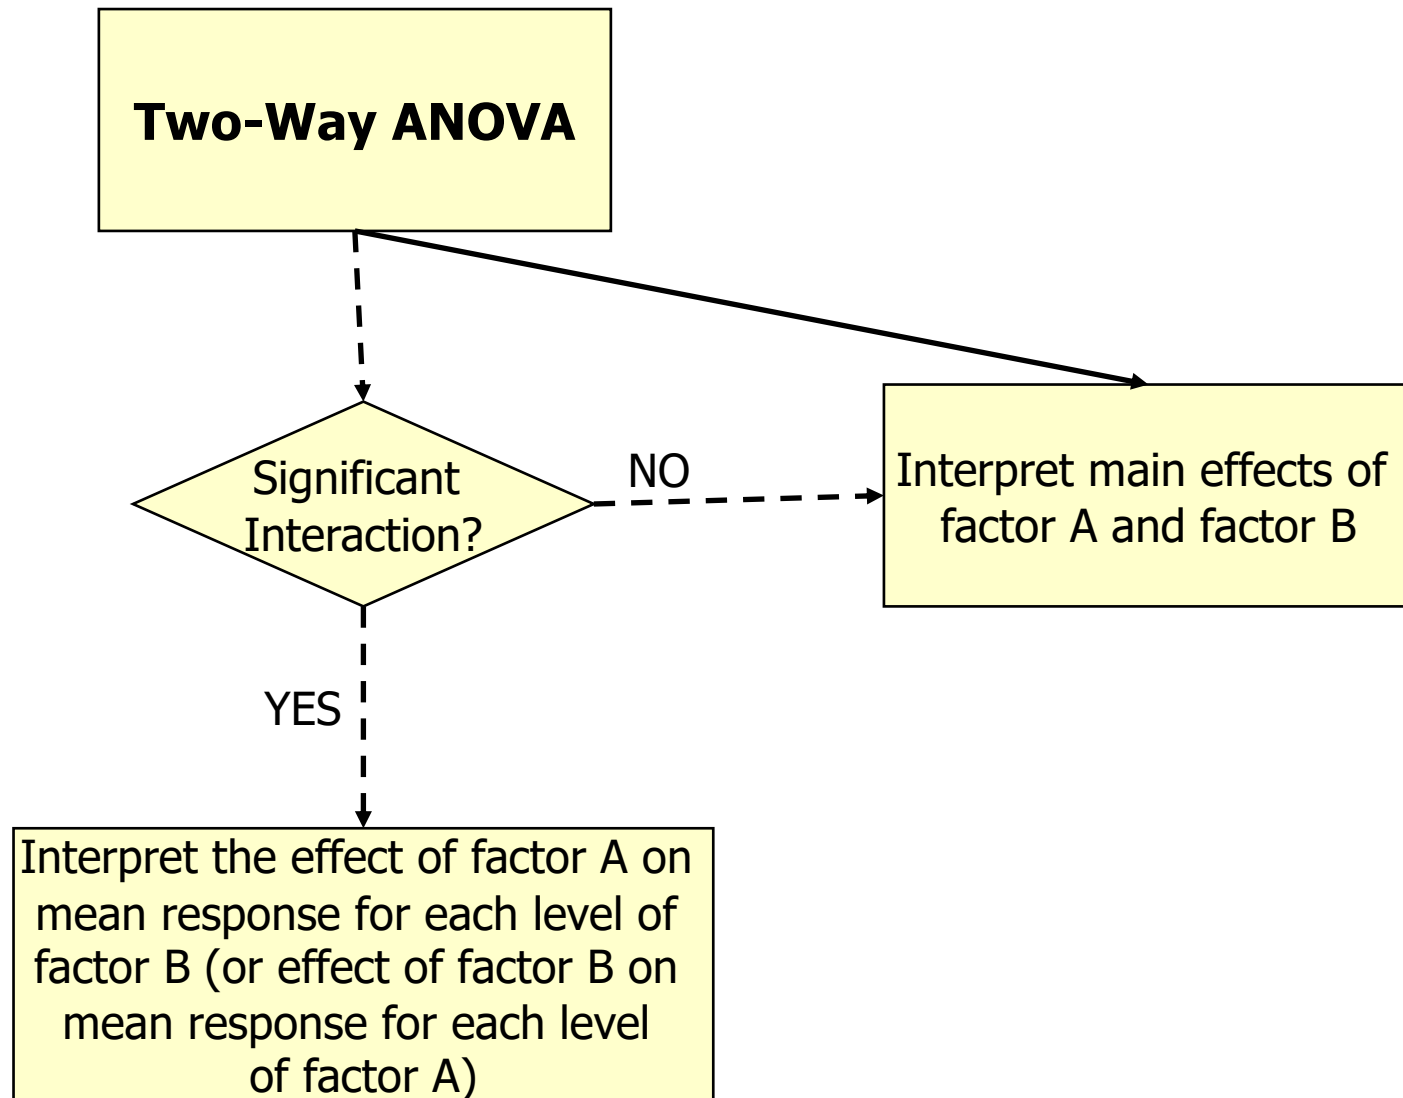 Two-Way ANOVA
Significant
Interaction?
NO
Interpret main effects of
factor A and factor B
YES
Interpret the effect of factor A on
mean response for each level of
factor B (or effect of factor B on
mean response for each level
of factor A)